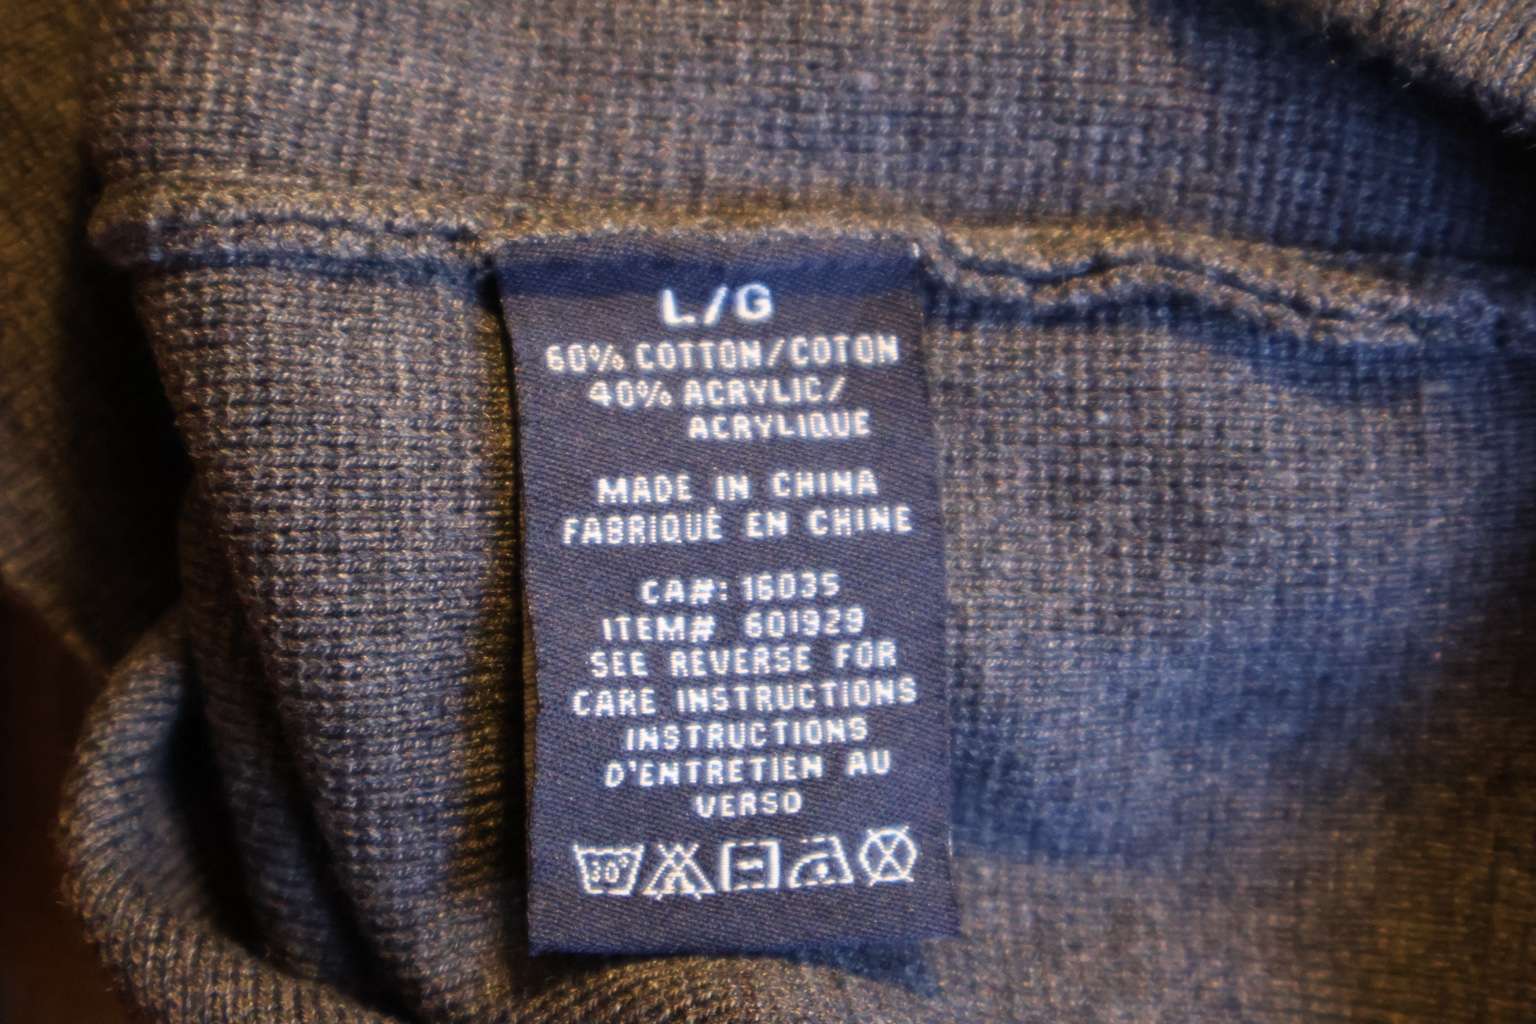 L/G
60% COTTON/COTON
40% ACRYLIC/
ACRYLIQUE
MADE IN CHINA
FABRIQUÉ EN CHINE
CA#: 16035
ITEM# 601929
SEE REVERSE FOR
CARE INSTRUCTIONS
INSTRUCTIONS
D'ENTRETIEN AU
VERSO
30°